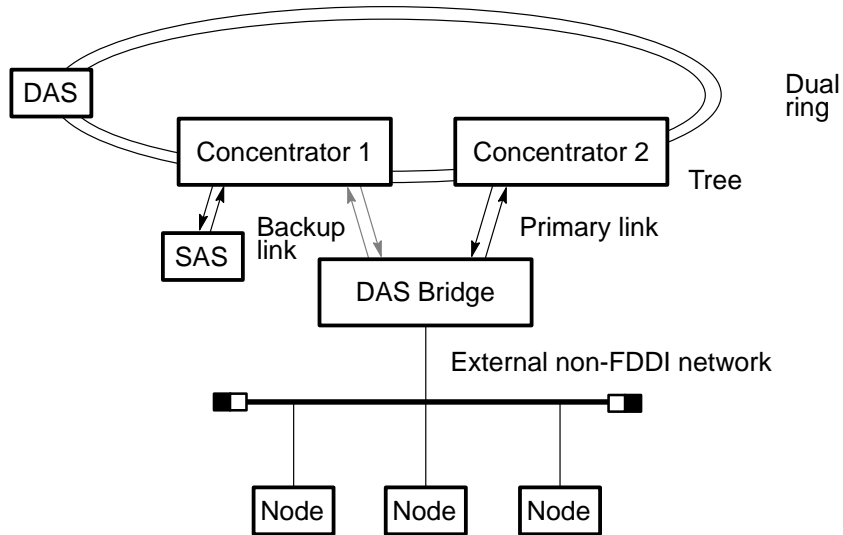 DAS
Dual
ring
Concentrator 1
Concentrator 2
Tree
Backup
link
Primary link
SAS
DAS Bridge
External non-FDDI network
Node
Node
Node